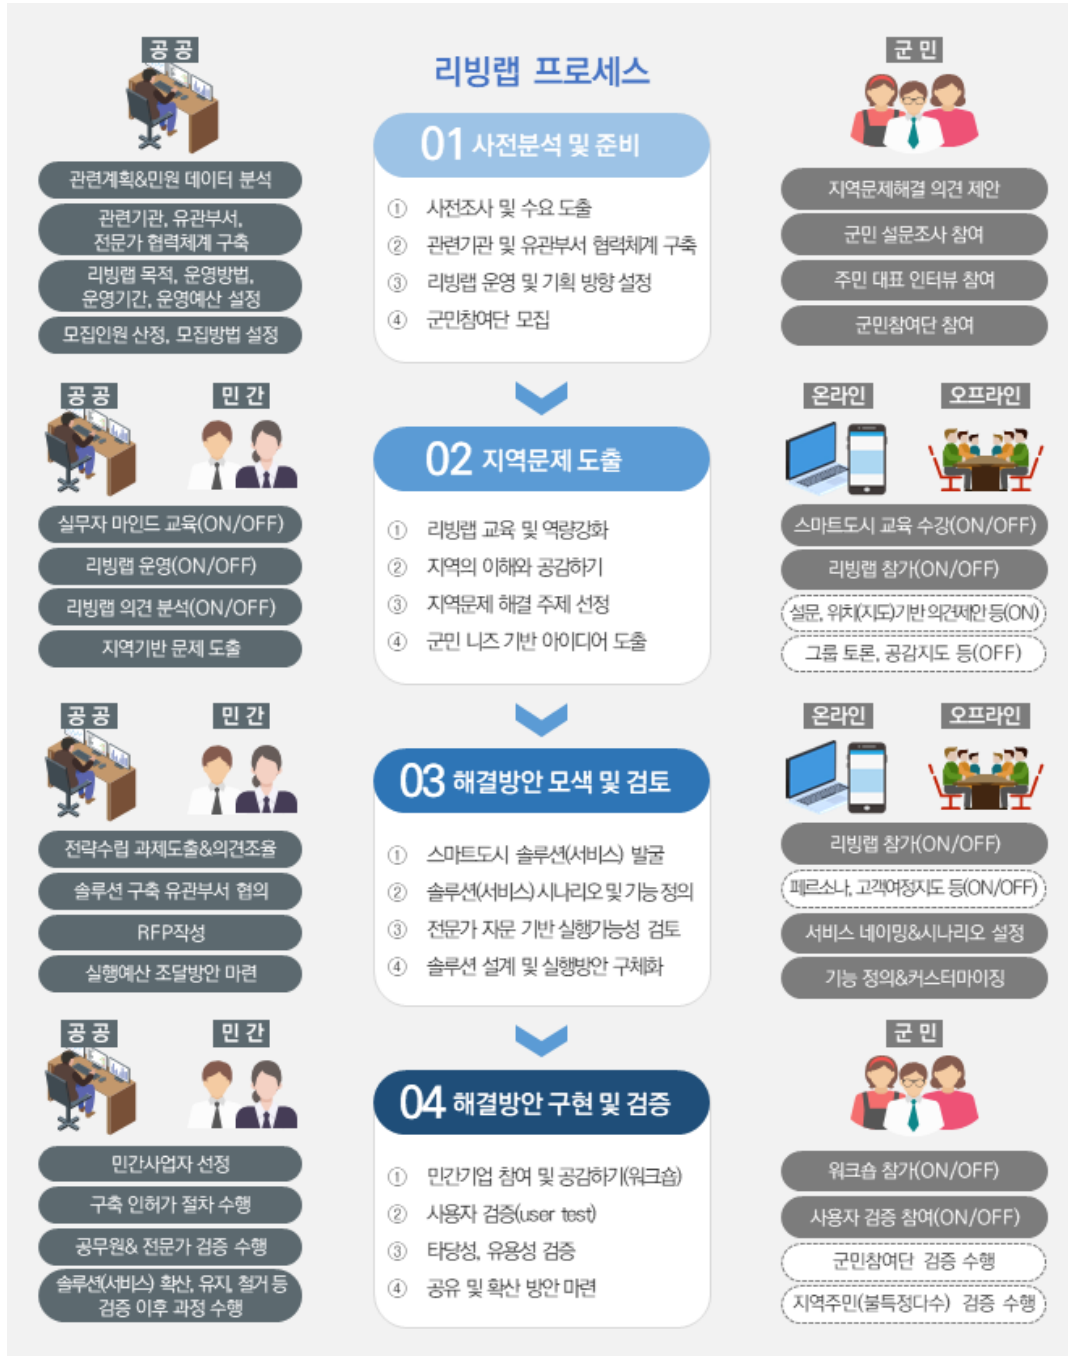 리빙랩 프로세스
공공
관련계획&민원 데이터 분석
관련기관, 유관부서,
전문가 협력체계 구축
리빙랩 목적, 운영방법,
운영기간, 운영예산 설정
모집인원 산정, 모집방법 설정
01 사전분석 및 준비
① 사전조사 및 수요 도출
② 관련기관 및 유관부서 협력체계 구축
③ 리빙랩 운영 및 기획 방향 설정
④ 군민참여단 모집
군민
지역문제해결 의견 제안
군민 설문조사 참여
주민 대표 인터뷰 참여
군민참여단 참여
공공
민간
실무자 마인드 교육(ON/OFF)
리빙랩 운영(ON/OFF)
리빙랩 의견 분석(ON/OFF)
지역기반 문제 도출
02 지역문제 도출
① 리빙랩 교육 및 역량강화
② 지역의 이해와 공감하기
③ 지역문제 해결 주제 선정
④ 군민 니즈 기반 아이디어 도출
온라인
오프라인
스마트도시 교육 수강(ON/OFF)
리빙랩 참가(ON/OFF)
설문, 위치(지도)기반 의견제안 등(ON)
그룹 토론, 공감지도 등(OFF)
공공
민간
전략수립 과제도출&의견조율
솔루션 구축 유관부서 협의
RFP작성
실행예산 조달방안 마련
03 해결방안 모색 및 검토
① 스마트도시 솔루션(서비스) 발굴
② 솔루션(서비스) 시나리오 및 기능 정의
③ 전문가 자문 기반 실행가능성 검토
④ 솔루션 설계 및 실행방안 구체화
온라인
오프라인
리빙랩 참가(ON/OFF)
페르소나, 고객여정지도 등(ON/OFF)
서비스 네이밍&시나리오 설정
기능 정의&커스터마이징
공공
민간
민간사업자 선정
구축 인허가 절차 수행
공무원& 전문가 검증 수행
솔루션(서비스) 확산, 유지, 철거 등
검증 이후 과정 수행
04 해결방안 구현 및 검증
① 민간기업 참여 및 공감하기(워크숍)
② 사용자 검증(user test)
③ 타당성, 유용성 검증
④ 공유 및 확산 방안 마련
군민
워크숍 참가(ON/OFF)
사용자 검증 참여(ON/OFF)
군민참여단 검증 수행
지역주민(불특정다수) 검증 수행